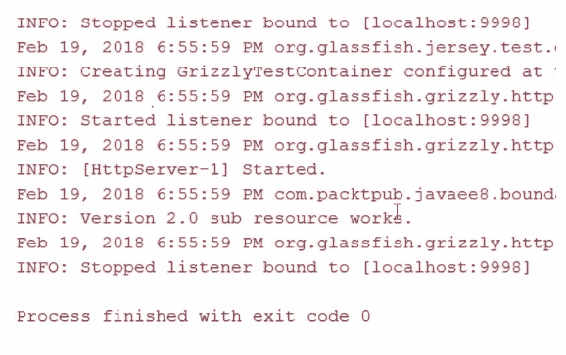 INFO: Stopped listener bound to [localhost:9998]
Feb 19, 2018 6:55:59 PM org.glassfish.jersey.test.
INFO: Creating GrizzlyTestContainer configured at
Feb 19, 2018 6:55:59 PM org.glassfish.grizzly.http
INFO: Started listener bound to [localhost:9998]
Feb 19, 2018 6:55:59 PM org.glassfish.grizzly.http
INFO: [HttpServer-1] Started.
Feb 19, 2018 6:55:59 PM com.packtpub.javaee8.bound
INFO: Version 2.0 sub resource works.
Feb 19, 2018 6:55:59 PM org.glassfish.grizzly.http
INFO: Stopped listener bound to [localhost:9998]
Process finished with exit code 0